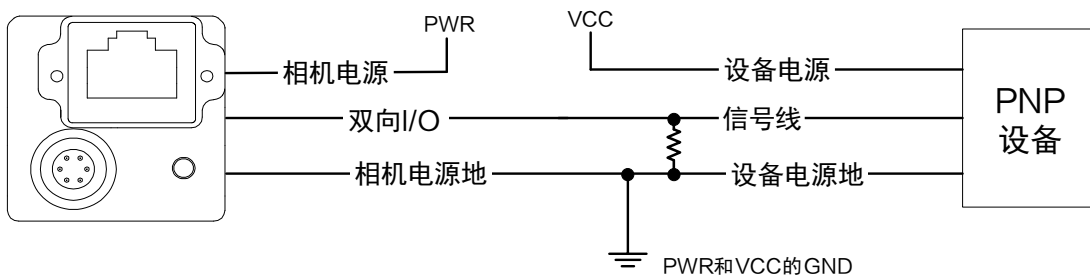 PWR
VCC
相机电源
设备电源
双向I/O
信号线
PNP
设备
相机电源地
设备电源地
PWR和VCC的GND